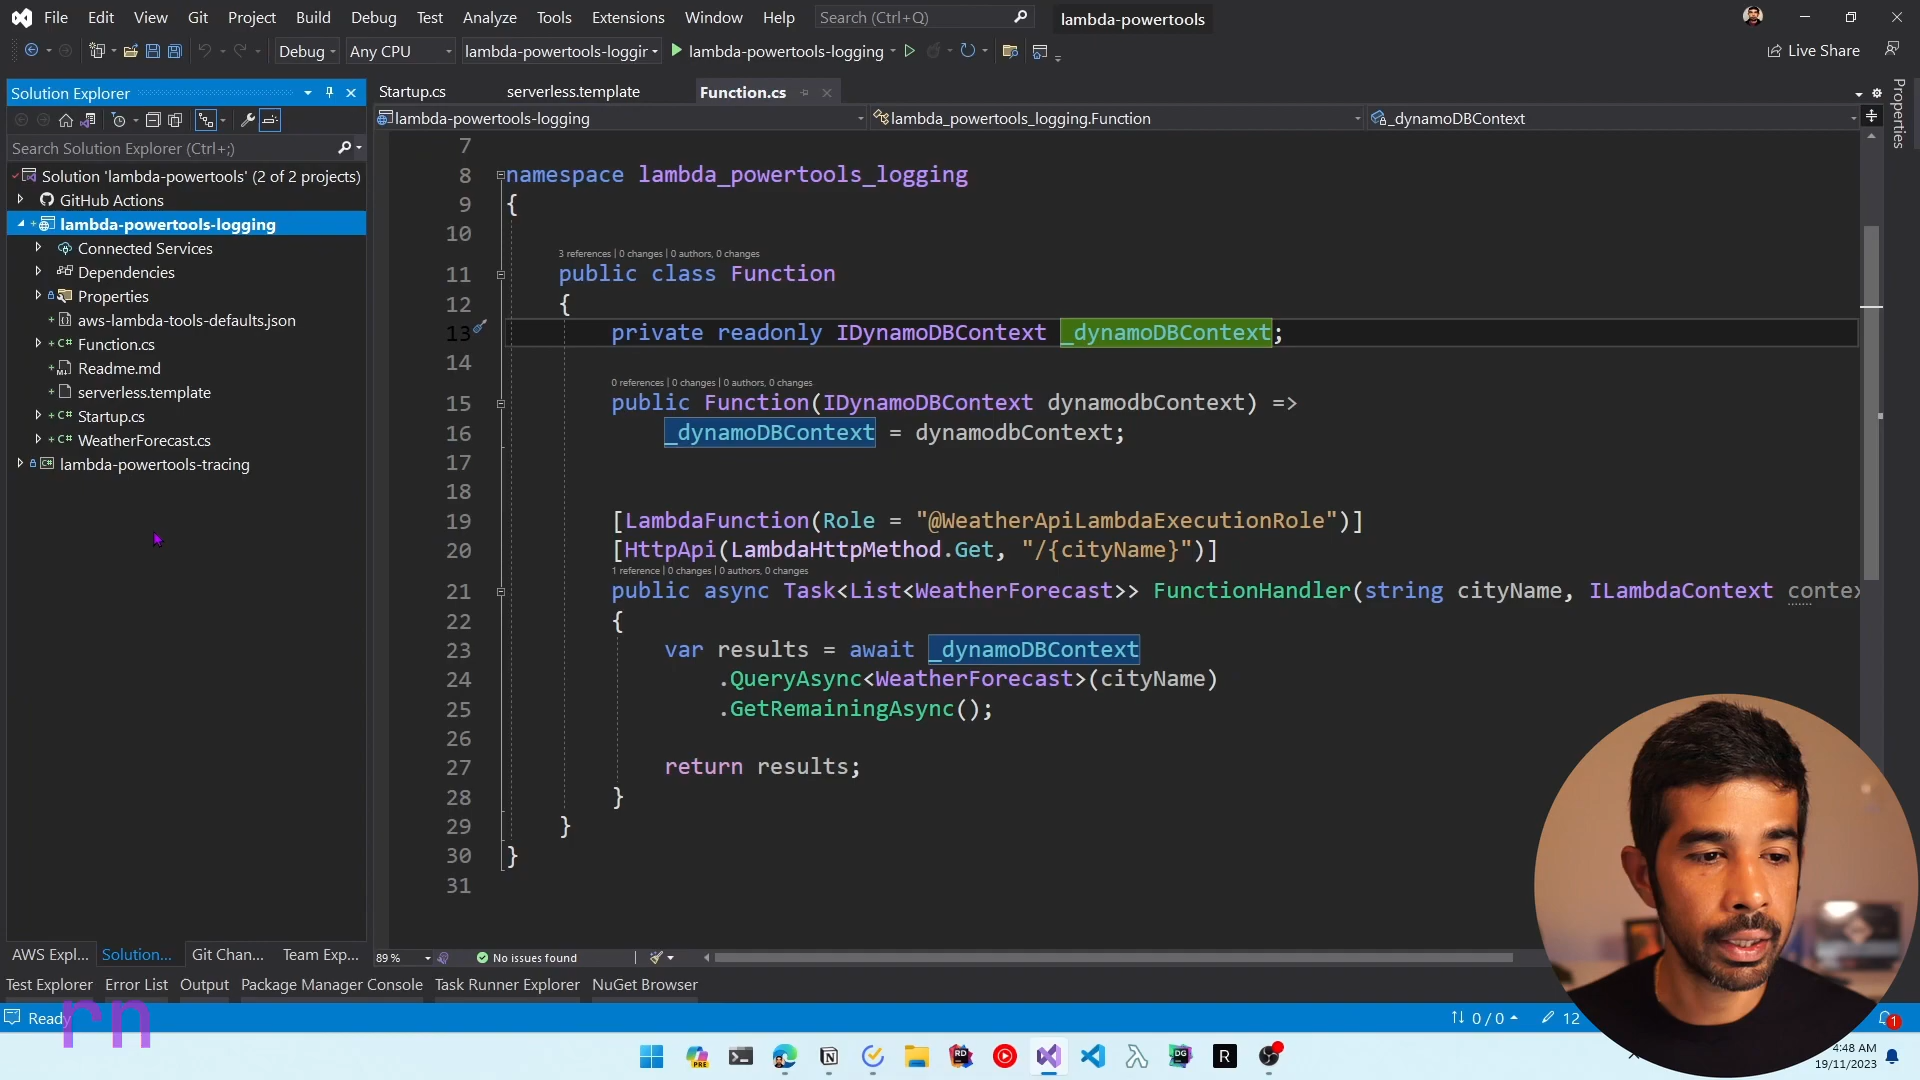 File Edit View Git Project Build Debug Test Analyze Tools Extensions Window Help Search (Ctrl+Q) lambda-powertools
Debug Any CPU lambda-powertools-loggir lambda-powertools-logging Live Share
Solution Explorer
Search Solution Explorer (Ctrl+;)
Solution 'lambda-powertools' (2 of 2 projects)
GitHub Actions
lambda-powertools-logging
Connected Services
Dependencies
Properties
aws-lambda-tools-defaults.json
Function.cs
Readme.md
serverless.template
Startup.cs
WeatherForecast.cs
lambda-powertools-tracing
Startup.cs serverless.template Function.cs
lambda-powertools-logging lambda_powertools_logging.Function _dynamoDBContext
Properties
7
8 namespace lambda_powertools_logging
9 {
10
3 references | 0 changes | 0 authors, 0 changes
11 public class Function
12 {
13 private readonly IDynamoDBContext _dynamoDBContext;
14
0 references | 0 changes | 0 authors, 0 changes
15 public Function(IDynamoDBContext dynamodbContext) =>
16 _dynamoDBContext = dynamodbContext;
17
18
19 [LambdaFunction(Role = "@WeatherApiLambdaExecutionRole")]
20 [HttpApi(LambdaHttpMethod.Get, "/{cityName}")]
1 reference | 0 changes | 0 authors, 0 changes
21 public async Task<List<WeatherForecast>> FunctionHandler(string cityName, ILambdaContext contex
22 {
23 var results = await _dynamoDBContext
24 .QueryAsync<WeatherForecast>(cityName)
25 .GetRemainingAsync();
26
27 return results;
28 }
29 }
30 }
31
AWS Expl... Solution... Git Chan... Team Exp...
89 % No issues found
Test Explorer Error List Output Package Manager Console Task Runner Explorer NuGet Browser
Ready 0 / 0 12 1
rn
PRE RD DG R
4:48 AM
19/11/2023